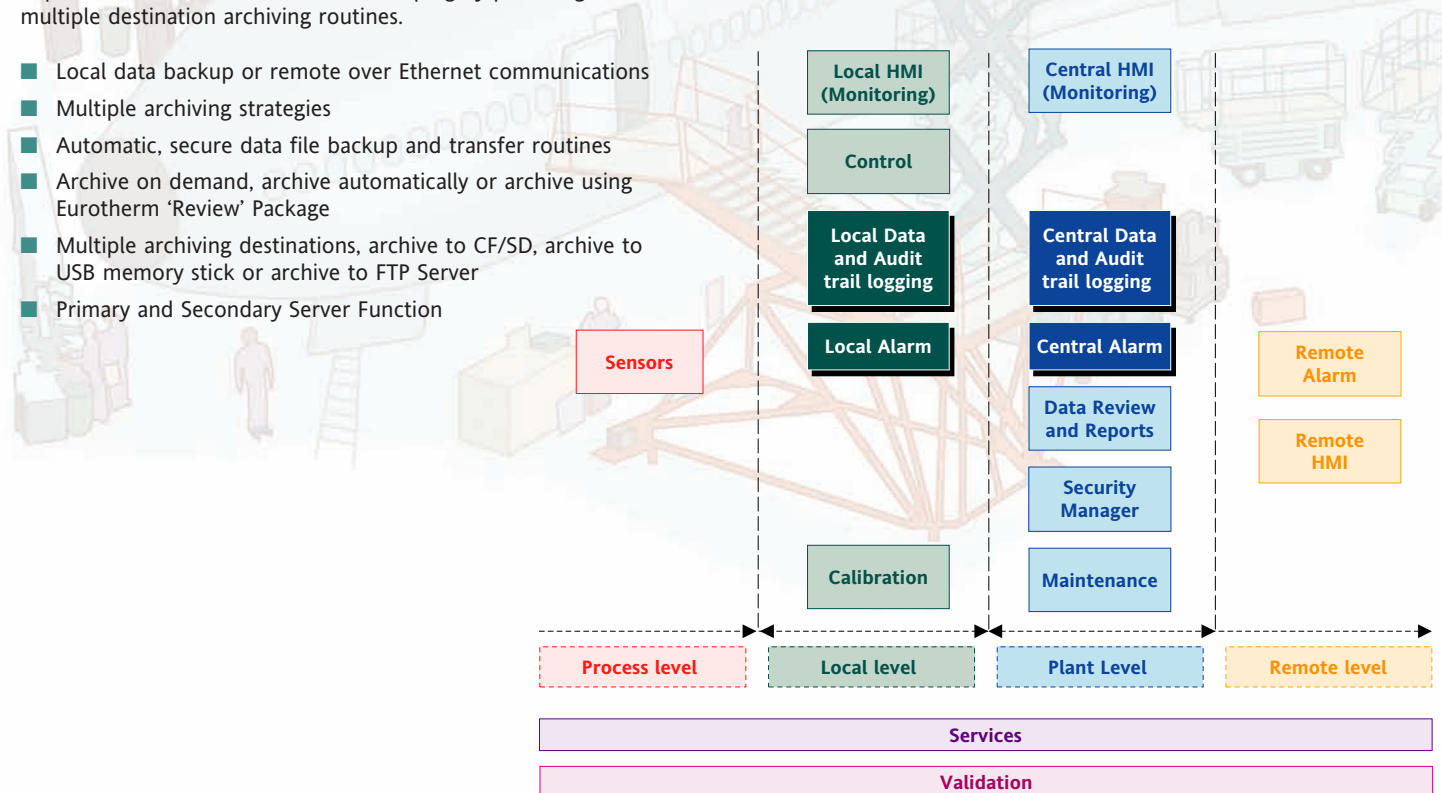 multiple destination archiving routines.
Local data backup or remote over Ethernet communications
Multiple archiving strategies
Automatic, secure data file backup and transfer routines
Archive on demand, archive automatically or archive using
Eurotherm ‘Review’ Package
Multiple archiving destinations, archive to CF/SD, archive to
USB memory stick or archive to FTP Server
Primary and Secondary Server Function
Sensors
Local HMI
(Monitoring)
Control
Local Data
and Audit
trail logging
Local Alarm
Calibration
Central HMI
(Monitoring)
Central Data
and Audit
trail logging
Central Alarm
Data Review
and Reports
Security
Manager
Maintenance
Remote
Alarm
Remote
HMI
Process level
Local level
Plant Level
Remote level
Services
Validation